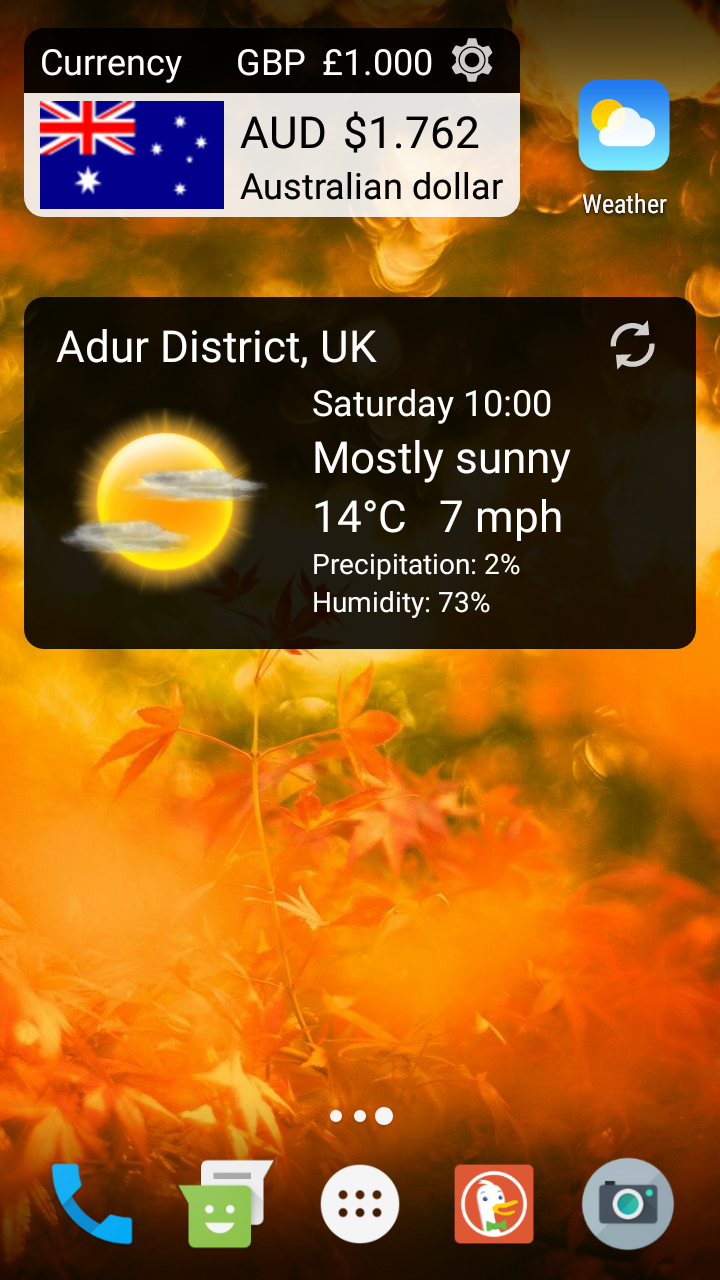 Currency GBP £1.000
AUD $1.762
Australian dollar
Weather
Adur District, UK
Saturday 10:00
Mostly sunny
14°C 7 mph
Precipitation: 2%
Humidity: 73%